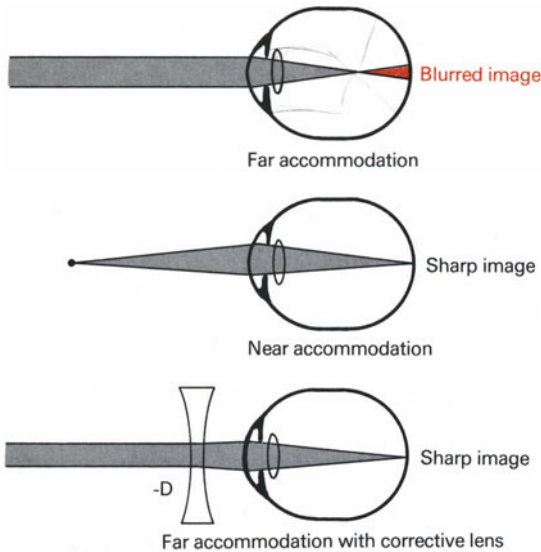 Blurred image
Far accommodation
Sharp image
Near accommodation
-D
Sharp image
Far accommodation with corrective lens